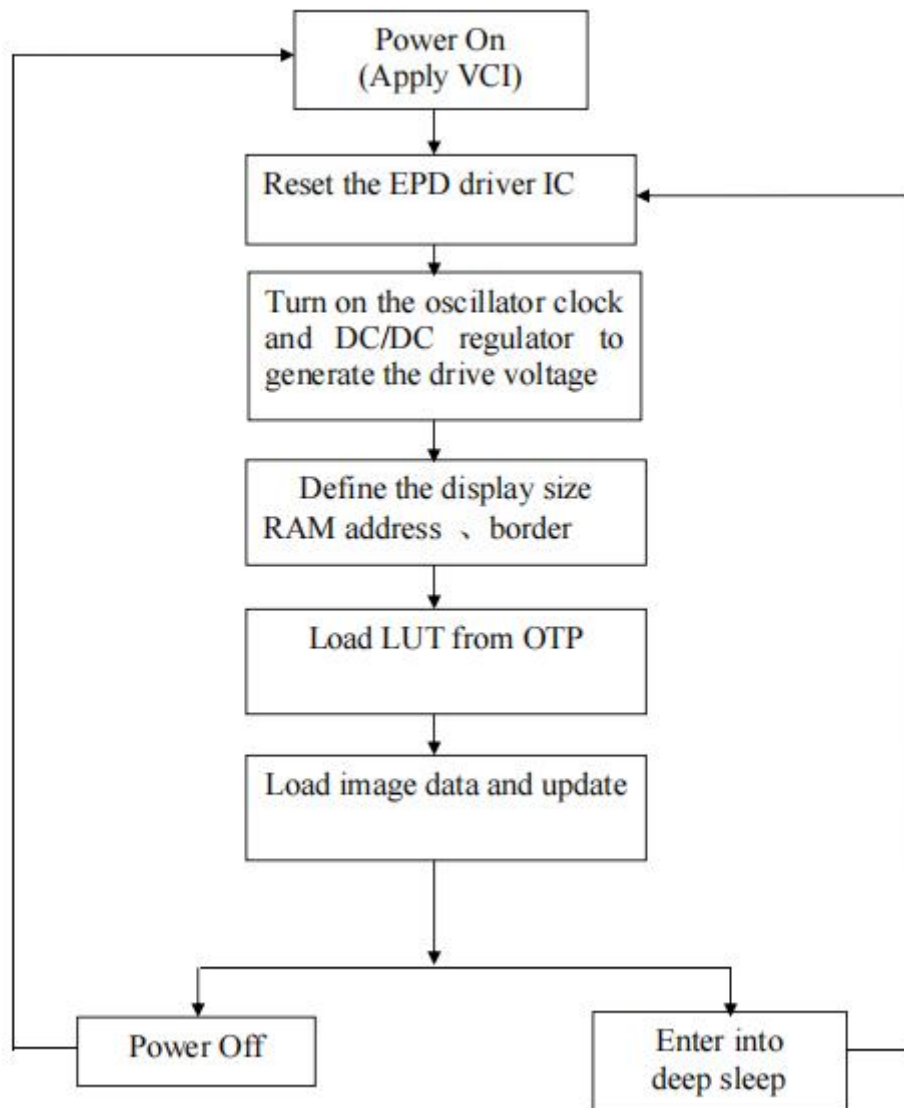 Power On
(Apply VCI)
Reset the EPD driver IC
Turn on the oscillator clock
and DC/DC regulator to
generate the drive voltage
Define the display size
RAM address 、border
Load LUT from OTP
Load image data and update
Power Off
Enter into
deep sleep